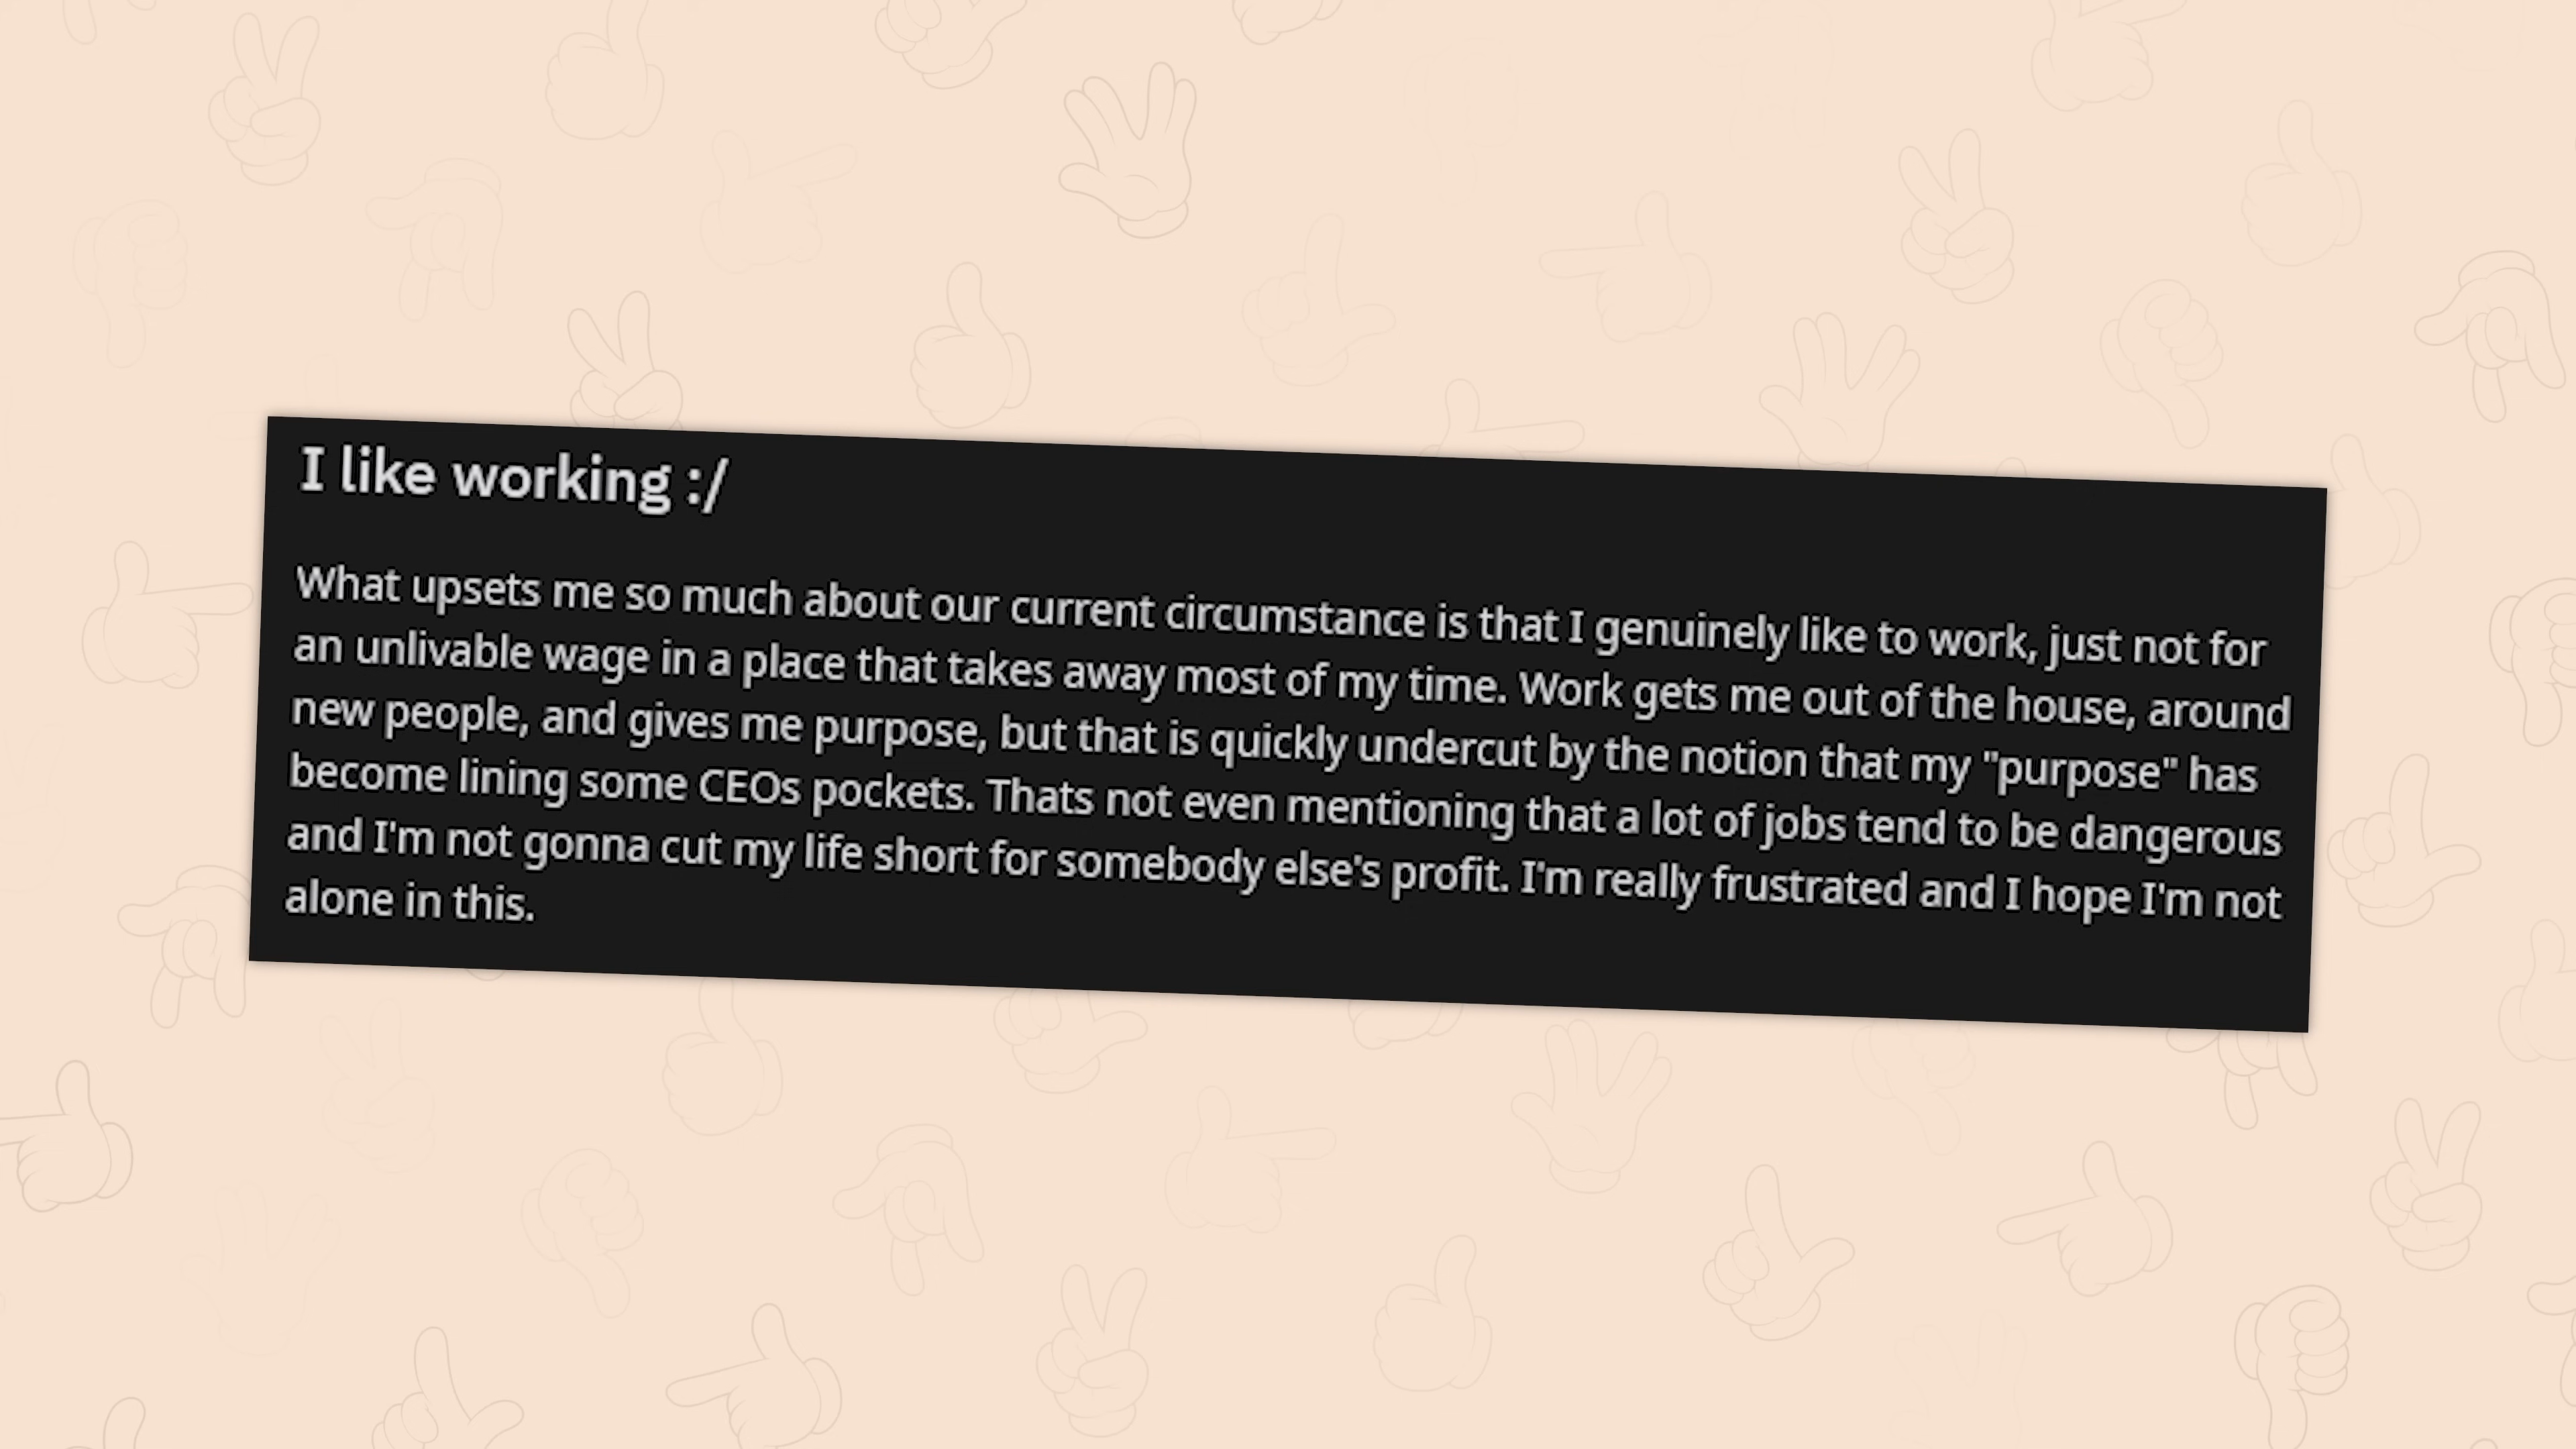 I like working :/
What upsets me so much about our current circumstance is that I genuinely like to work, just not for
an unlivable wage in a place that takes away most of my time. Work gets me out of the house, around
new people, and gives me purpose, but that is quickly undercut by the notion that my "purpose" has
become lining some CEOs pockets. Thats not even mentioning that a lot of jobs tend to be dangerous
and I'm not gonna cut my life short for somebody else's profit. I'm really frustrated and I hope I'm not
alone in this.